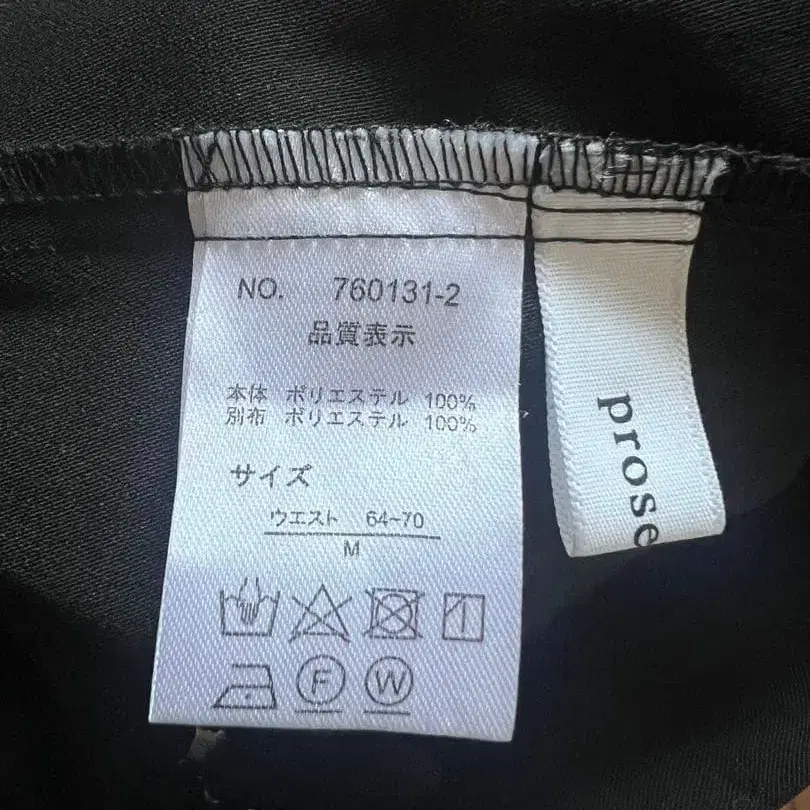 NO. 760131-2
品質表示
本体 ポリエステル 100%
別布 ポリエステル 100%
サイズ
ウエスト 64-70
M
F W
prose